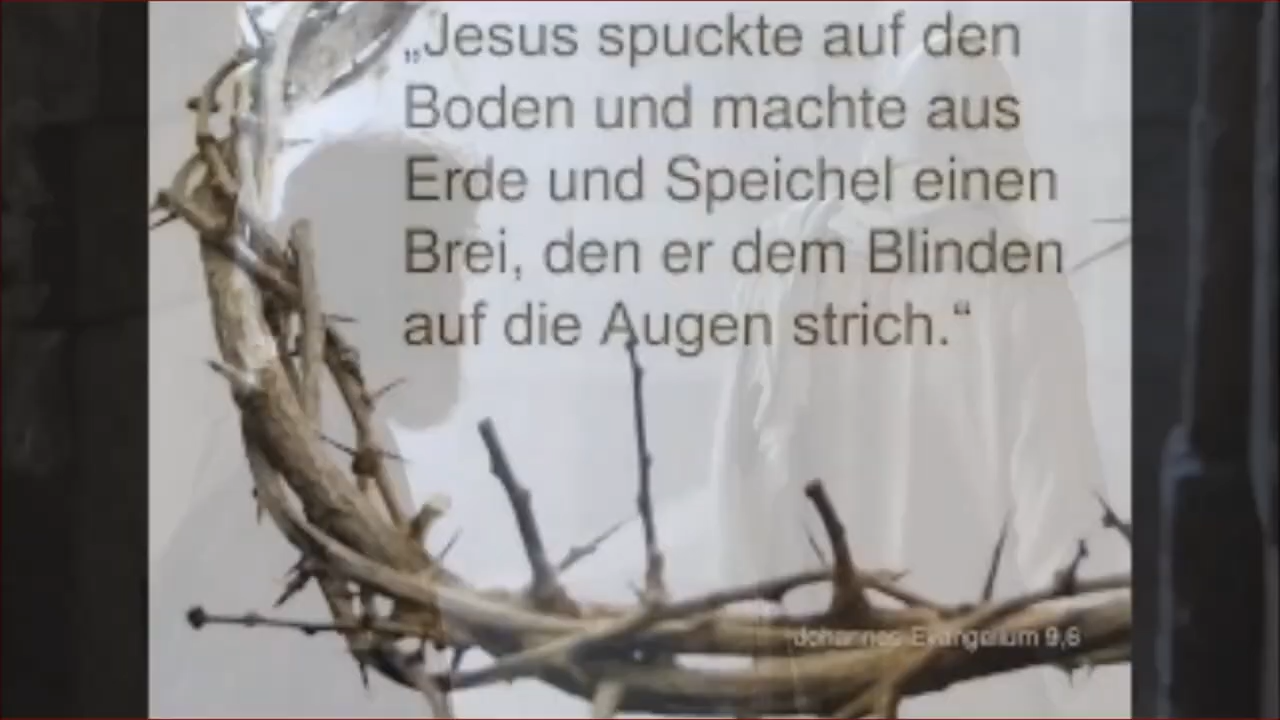 „Jesus spuckte auf den
Boden und machte aus
Erde und Speichel einen
Brei, den er dem Blinden
auf die Augen strich.“
Johannes Evangelium 9,6